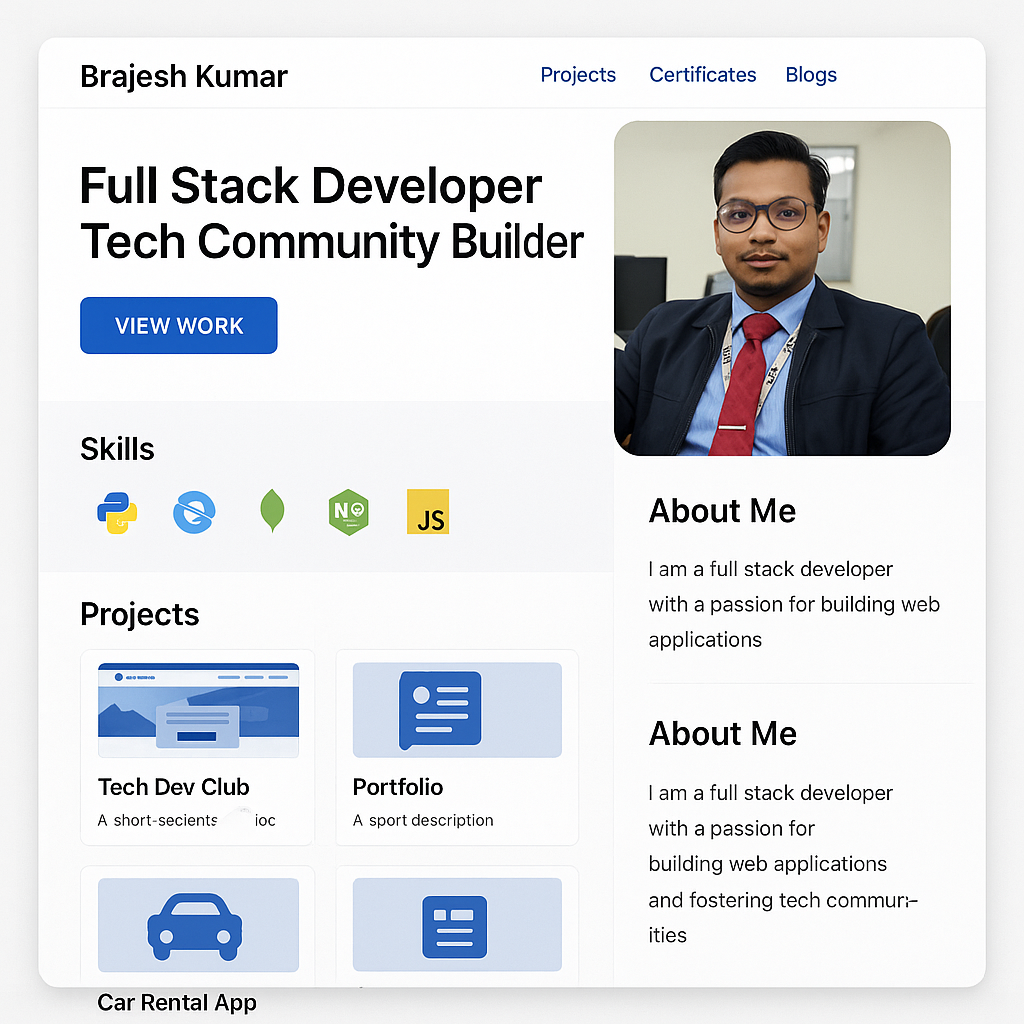 Brajesh Kumar
Projects Certificates Blogs
Full Stack Developer
Tech Community Builder
VIEW WORK
Skills
JS
Projects
Tech Dev Club
A short-secients ioc
Portfolio
A sport description
Car Rental App
About Me
I am a full stack developer
with a passion for building web
applications
About Me
I am a full stack developer
with a passion for
building web applications
and fostering tech commur:-
ities